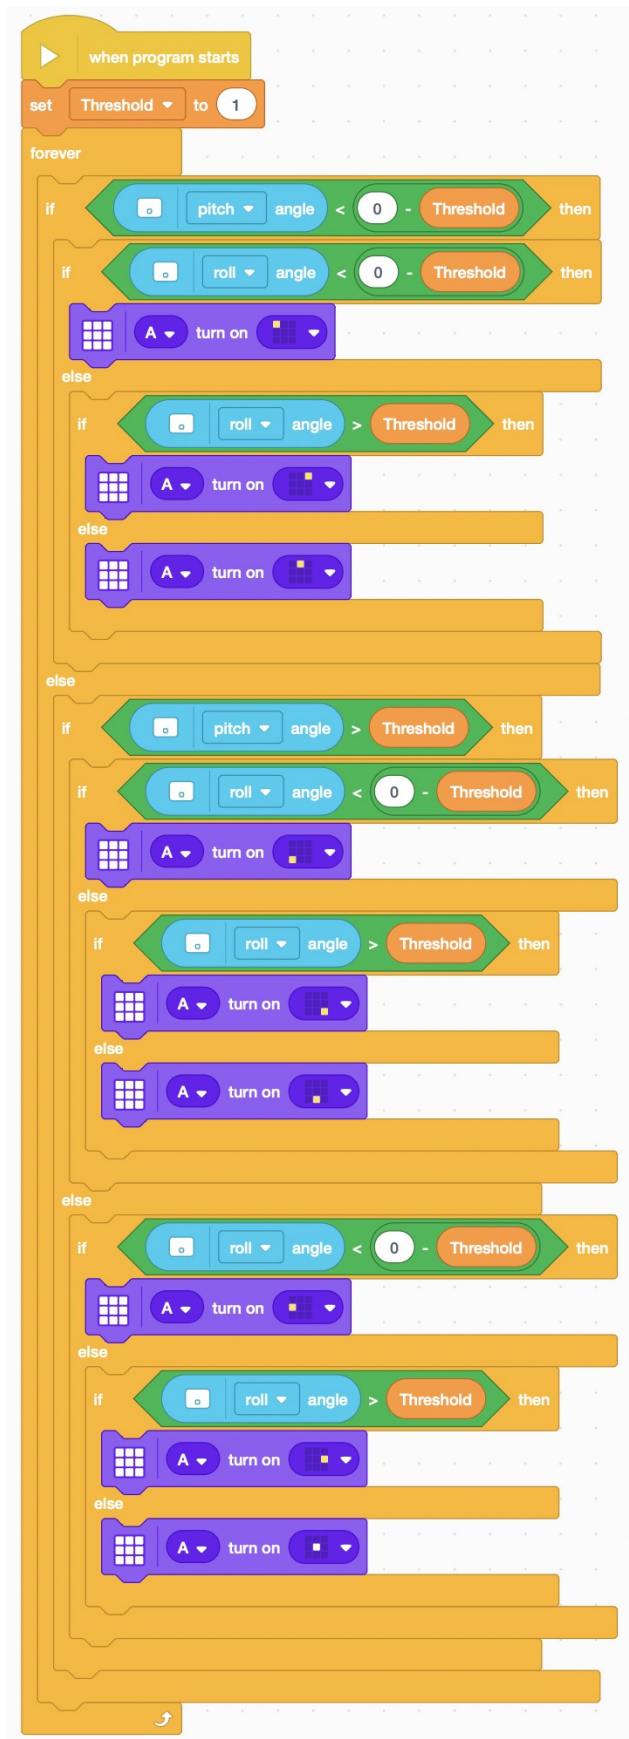 when program starts
set Threshold to 1
forever
if pitch angle < 0 - Threshold then
if roll angle < 0 - Threshold then
A turn on
else
if roll angle > Threshold then
A turn on
else
A turn on
else
if pitch angle > Threshold then
if roll angle < 0 - Threshold then
A turn on
else
if roll angle > Threshold then
A turn on
else
A turn on
else
if roll angle < 0 - Threshold then
A turn on
else
if roll angle > Threshold then
A turn on
else
A turn on